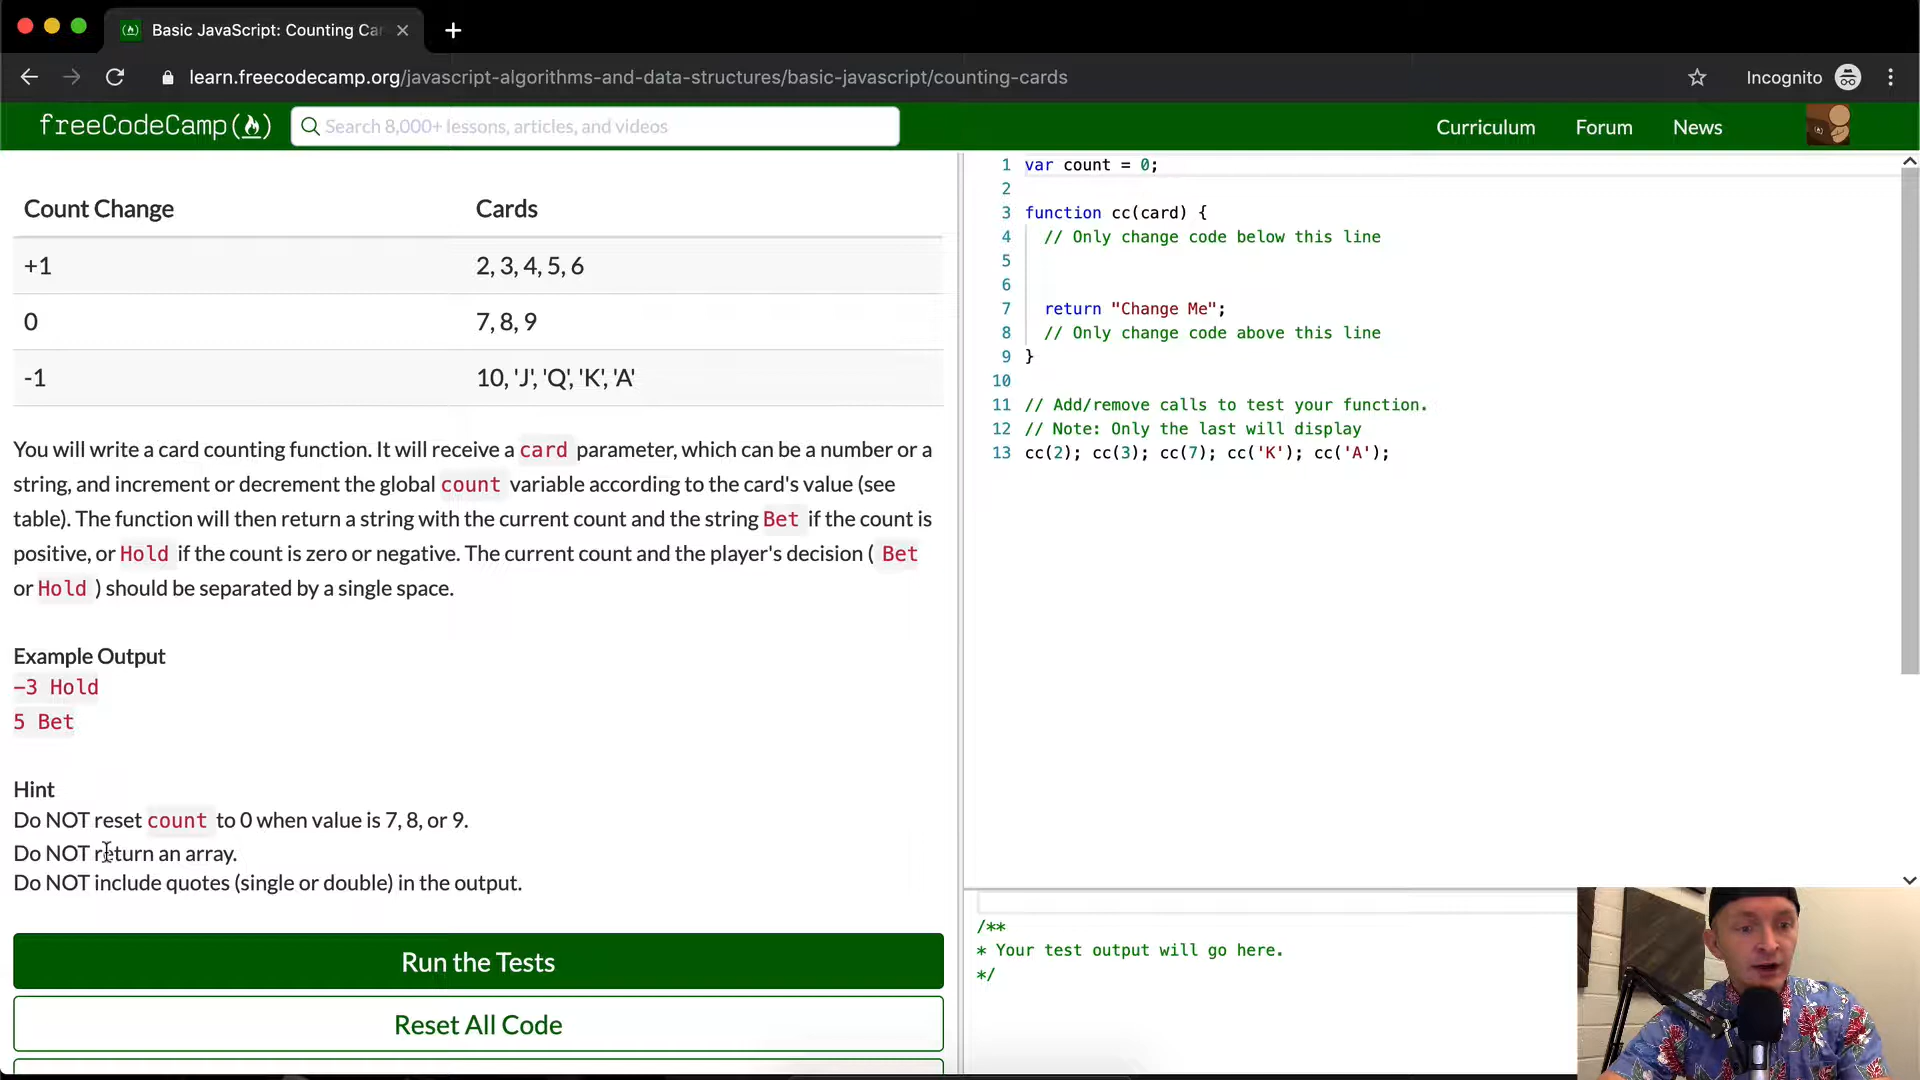 Basic JavaScript: Counting Car
learn.freecodecamp.org/javascript-algorithms-and-data-structures/basic-javascript/counting-cards
Incognito
freeCodeCamp
Search 8,000+ lessons, articles, and videos
Curriculum
Forum
News
Count Change Cards
+1 2, 3, 4, 5, 6
0 7, 8, 9
-1 10, 'J', 'Q', 'K', 'A'
You will write a card counting function. It will receive a card parameter, which can be a number or a
string, and increment or decrement the global count variable according to the card's value (see
table). The function will then return a string with the current count and the string Bet if the count is
positive, or Hold if the count is zero or negative. The current count and the player's decision ( Bet
or Hold ) should be separated by a single space.
Example Output
-3 Hold
5 Bet
Hint
Do NOT reset count to 0 when value is 7, 8, or 9.
Do NOT return an array.
Do NOT include quotes (single or double) in the output.
Run the Tests
Reset All Code
1 var count = 0;
2
3 function cc(card) {
4 // Only change code below this line
5
6
7 return "Change Me";
8 // Only change code above this line
9 }
10
11 // Add/remove calls to test your function.
12 // Note: Only the last will display
13 cc(2); cc(3); cc(7); cc('K'); cc('A');
/**
* Your test output will go here.
*/